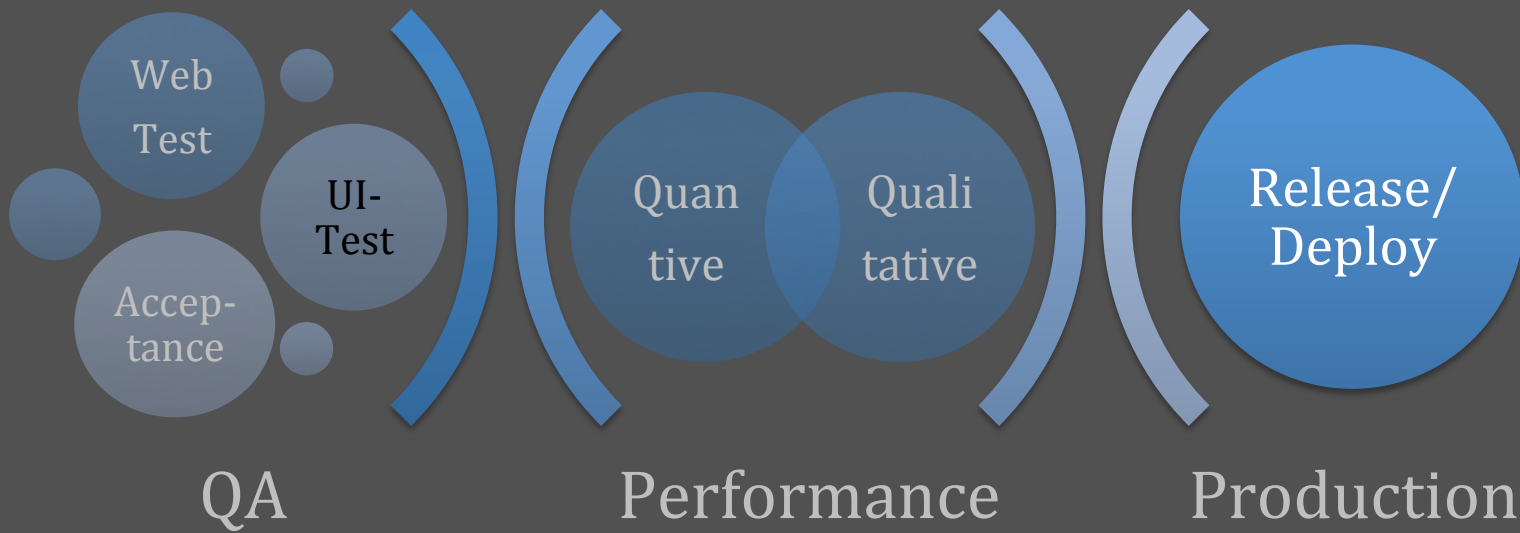 Web
Test
UI-
Test
Accep-
tance
Quan
tive
Quali
tative
Release/
Deploy
QA
Performance
Production